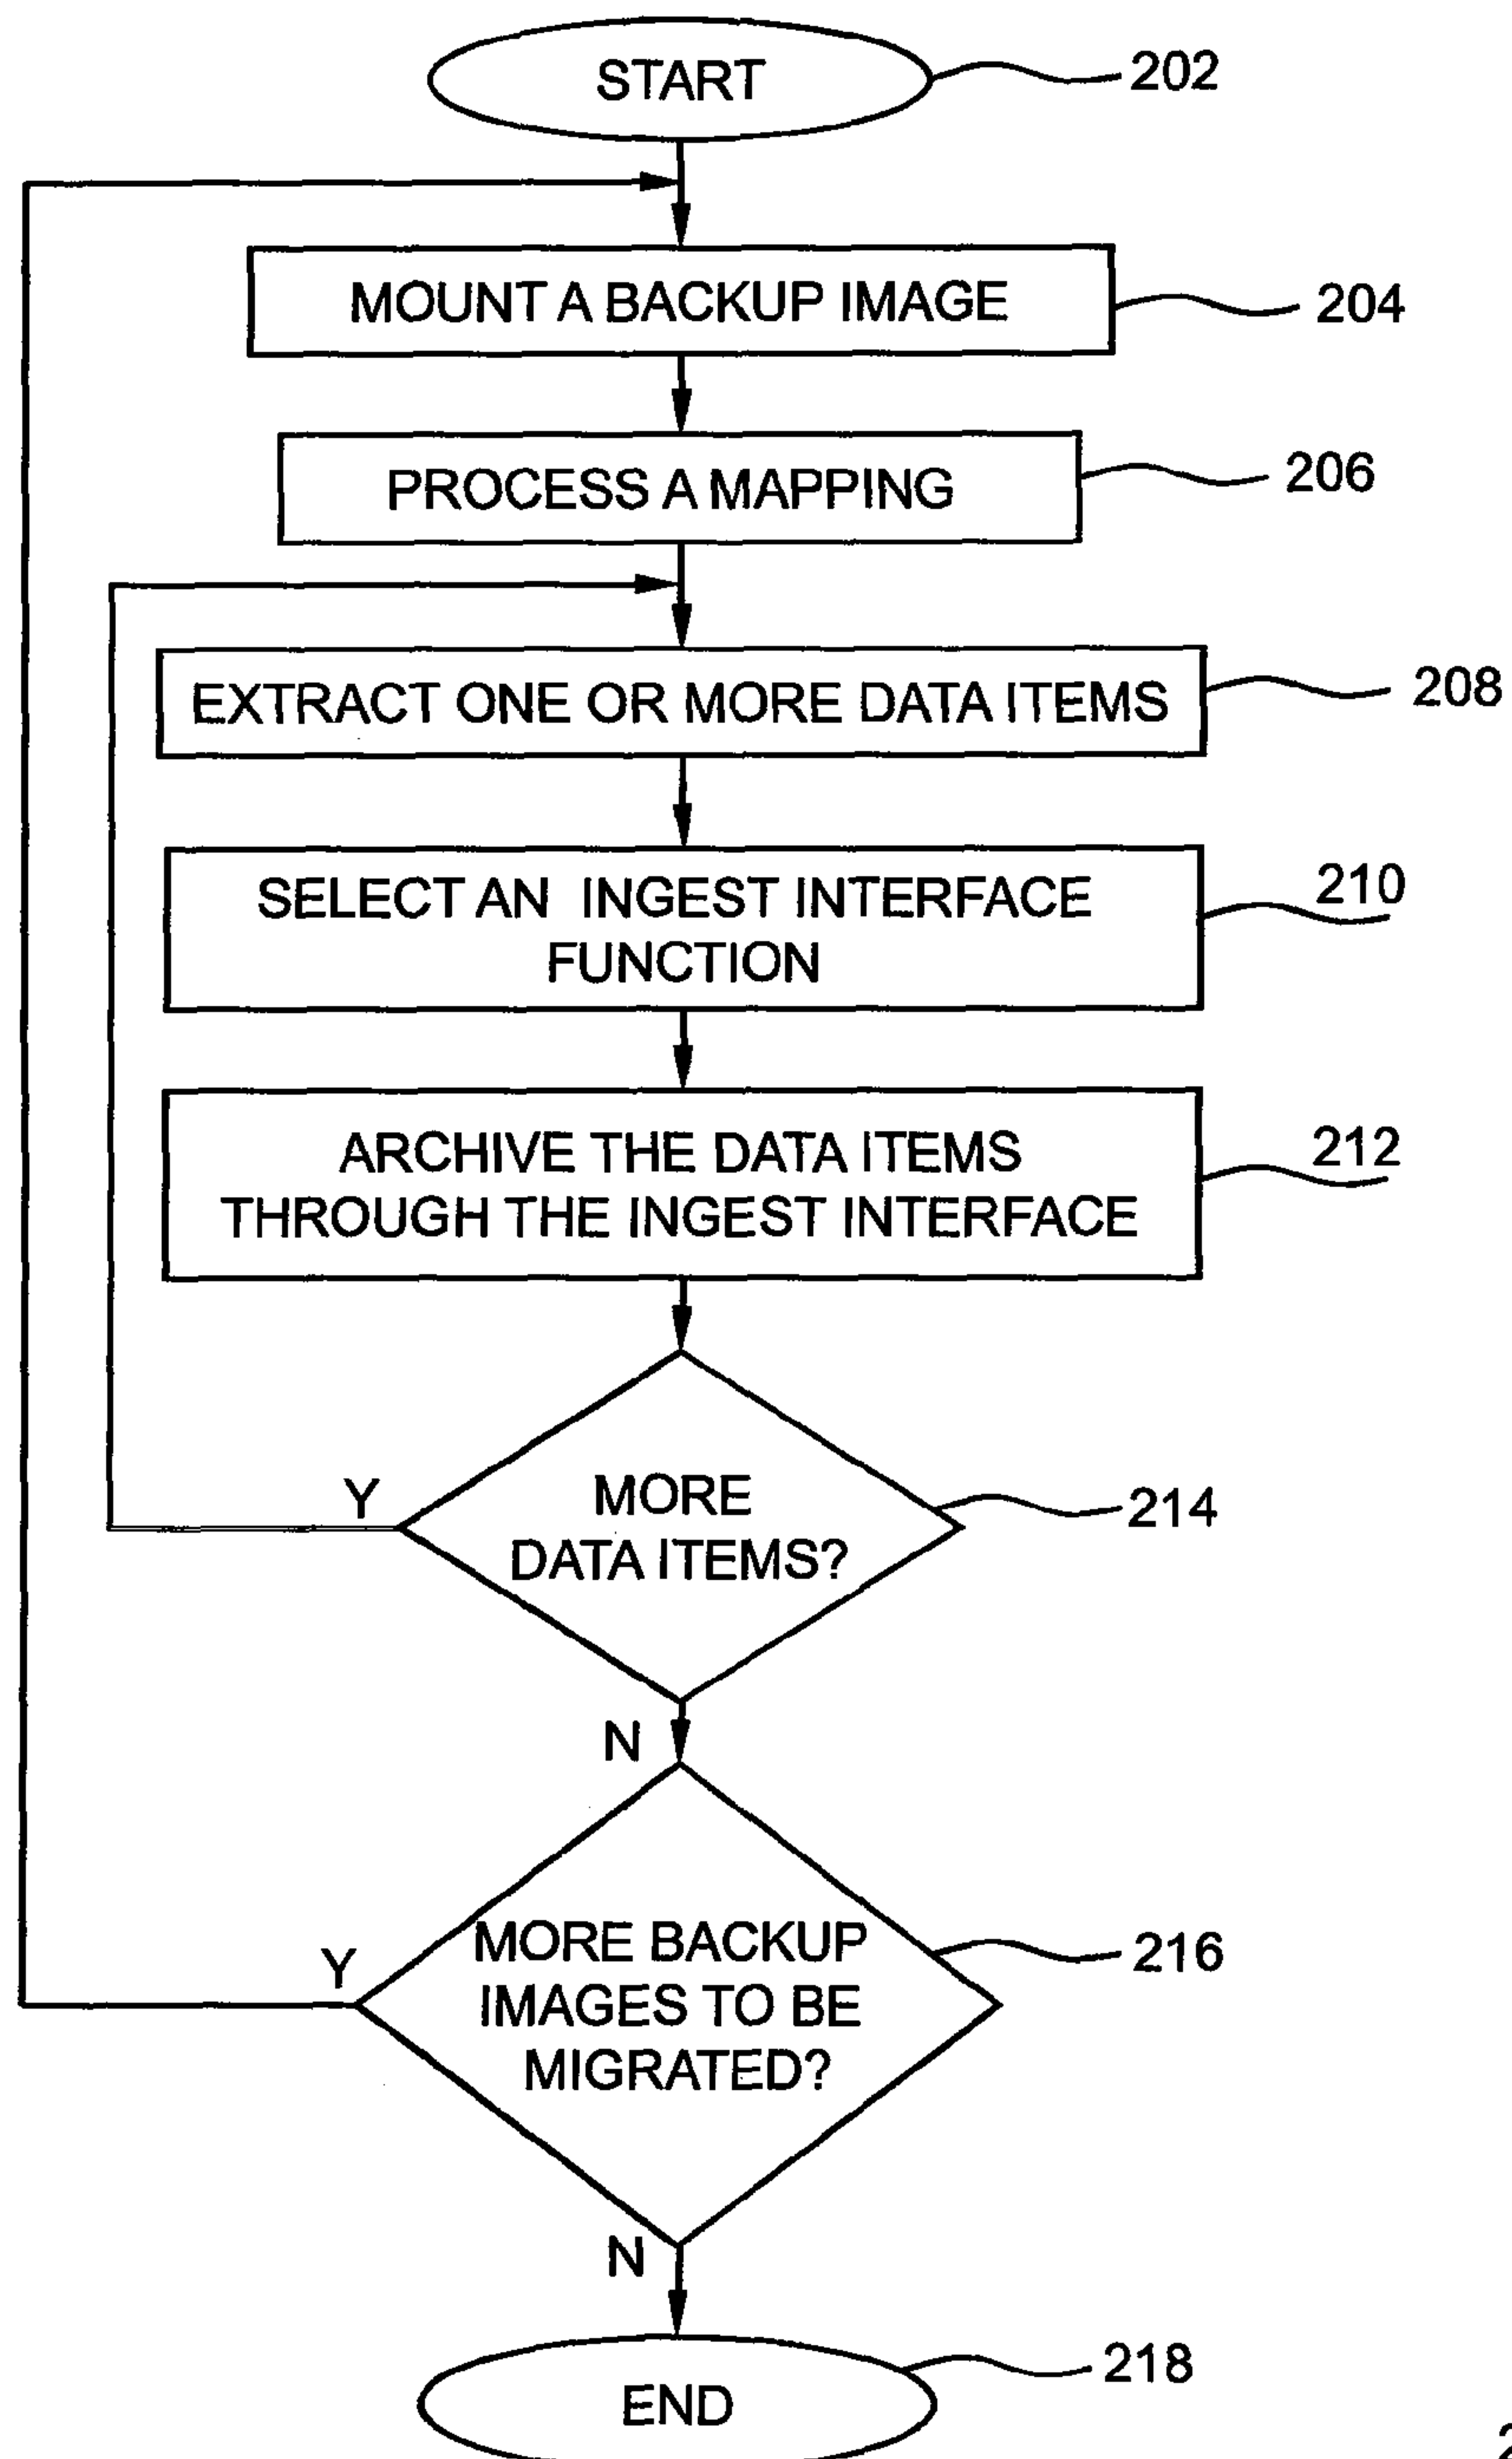 START
202
MOUNT A BACKUP IMAGE
204
PROCESS A MAPPING
206
EXTRACT ONE OR MORE DATA ITEMS
208
SELECT AN INGEST INTERFACE
FUNCTION
210
ARCHIVE THE DATA ITEMS
THROUGH THE INGEST INTERFACE
212
MORE
DATA ITEMS?
214
Y
N
MORE BACKUP
IMAGES TO BE
MIGRATED?
216
Y
N
END
218